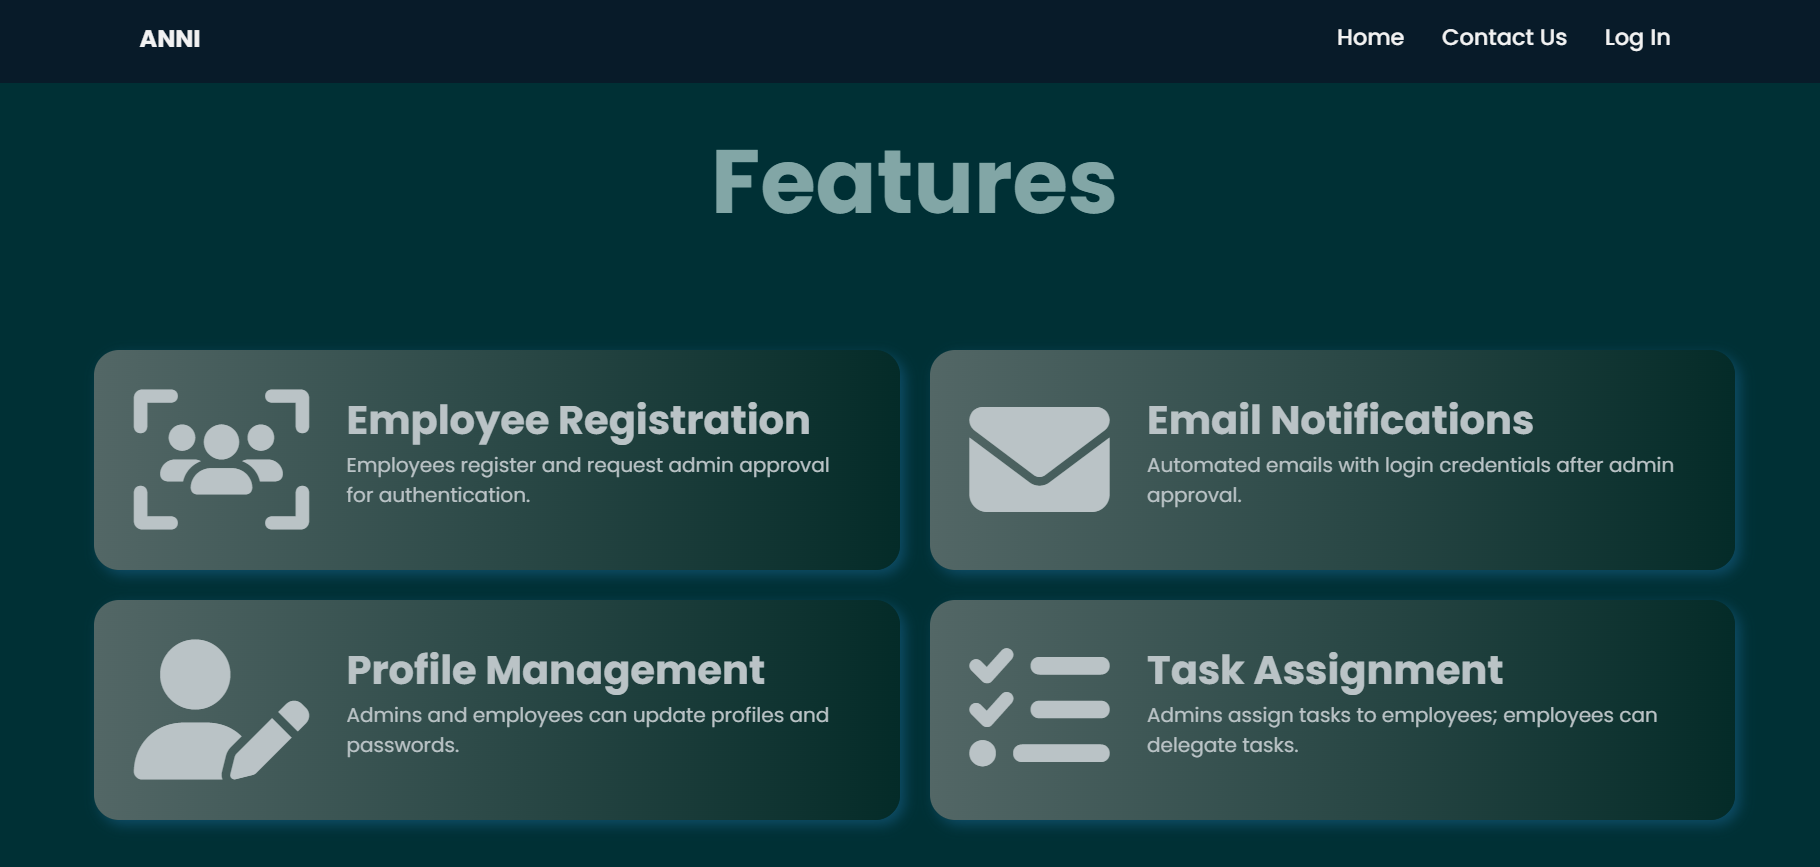 ANNI
Home Contact Us Log In
Features
Employee Registration
Employees register and request admin approval
for authentication.
Email Notifications
Automated emails with login credentials after admin
approval.
Profile Management
Admins and employees can update profiles and
passwords.
Task Assignment
Admins assign tasks to employees; employees can
delegate tasks.